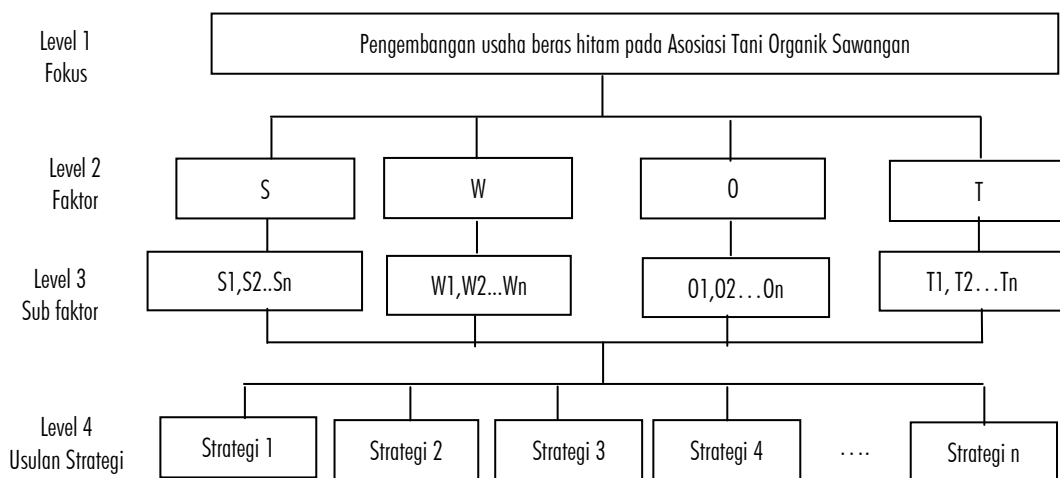 Level 1
Fokus
Pengembangan usaha beras hitam pada Asosiasi Tani Organik Sawangan
Level 2
Faktor
S
W
O
T
Level 3
Sub faktor
S1,S2..Sn
W1,W2...Wn
O1,O2...On
T1, T2...Tn
Level 4
Usulan Strategi
Strategi 1
Strategi 2
Strategi 3
Strategi 4
....
Strategi n